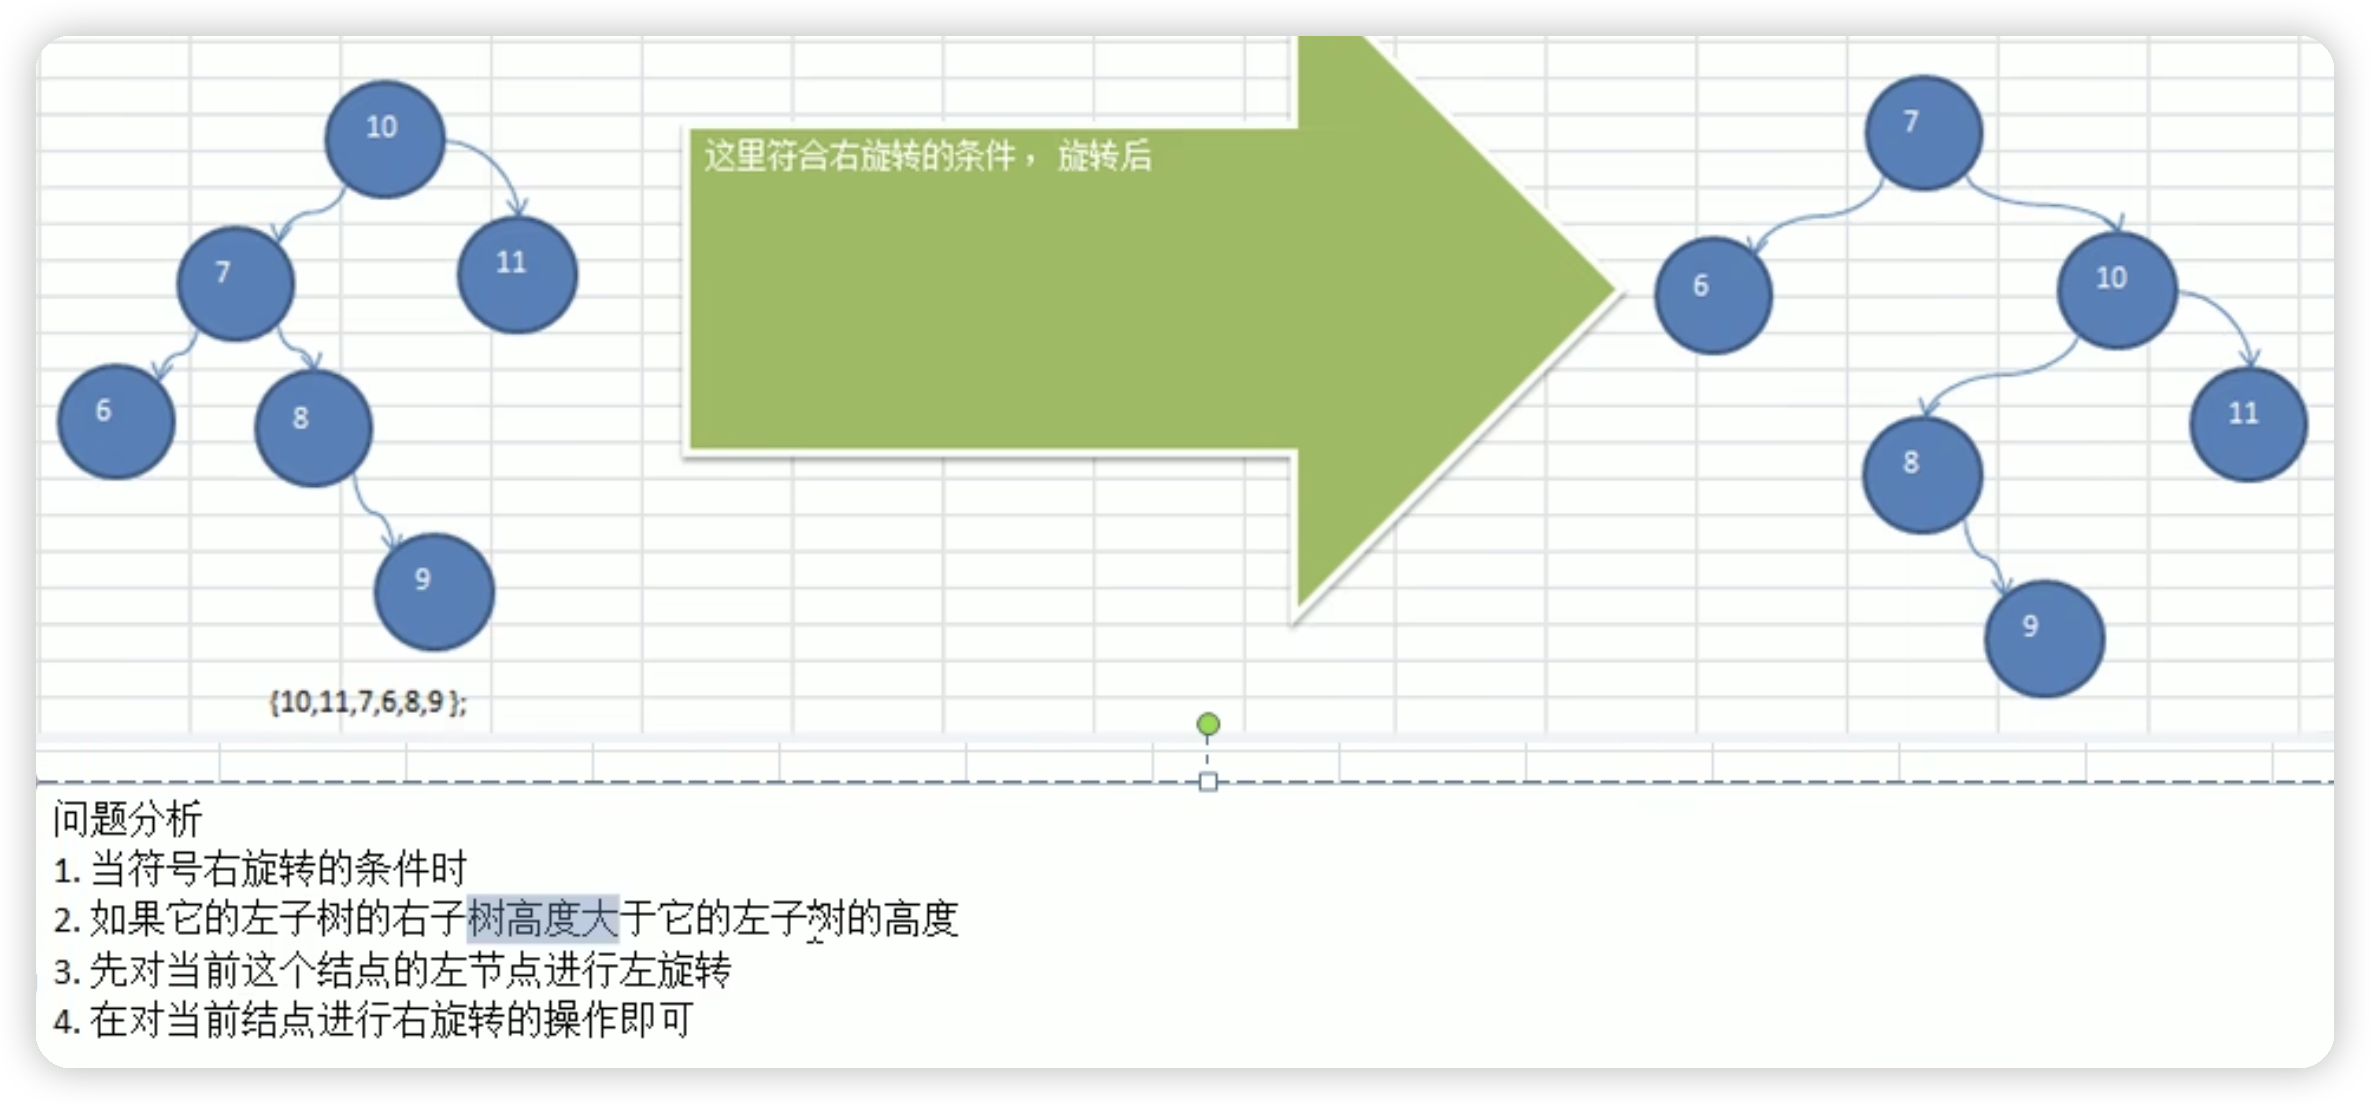 10
7
11
6
8
9
{10,11,7,6,8,9 };
这里符合右旋转的条件， 旋转后
7
6
10
8
11
9
问题分析
1. 当符号右旋转的条件时
2. 如果它的左子树的右子树高度大于它的左子树的高度
3. 先对当前这个结点的左节点进行左旋转
4. 在对当前结点进行右旋转的操作即可